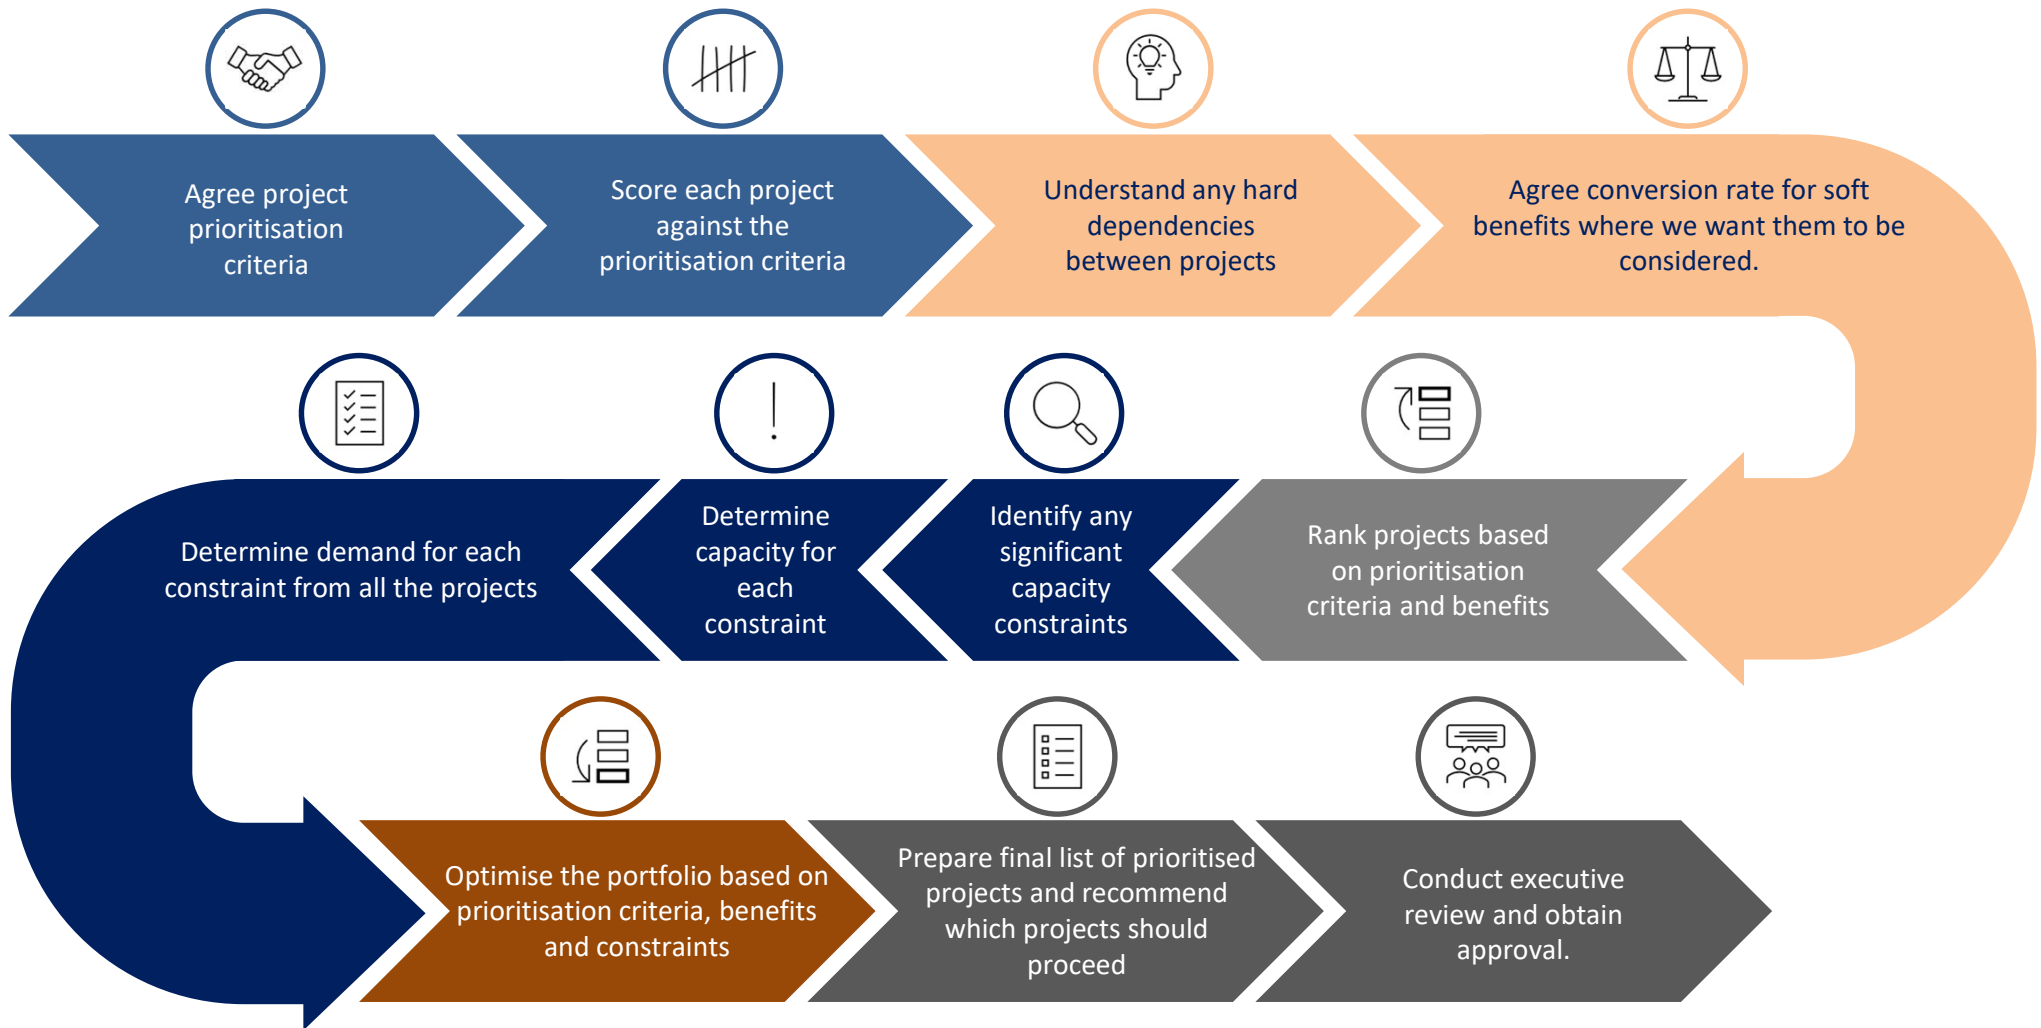 Agree project
prioritisation
criteria
Score each project
against the
prioritisation criteria
Understand any hard
dependencies
between projects
Agree conversion rate for soft
benefits where we want them to be
considered.
Rank projects based
on prioritisation
criteria and benefits
Identify any
significant
capacity
constraints
Determine
capacity for
each
constraint
Determine demand for each
constraint from all the projects
Optimise the portfolio based on
prioritisation criteria, benefits
and constraints
Prepare final list of prioritised
projects and recommend
which projects should
proceed
Conduct executive
review and obtain
approval.